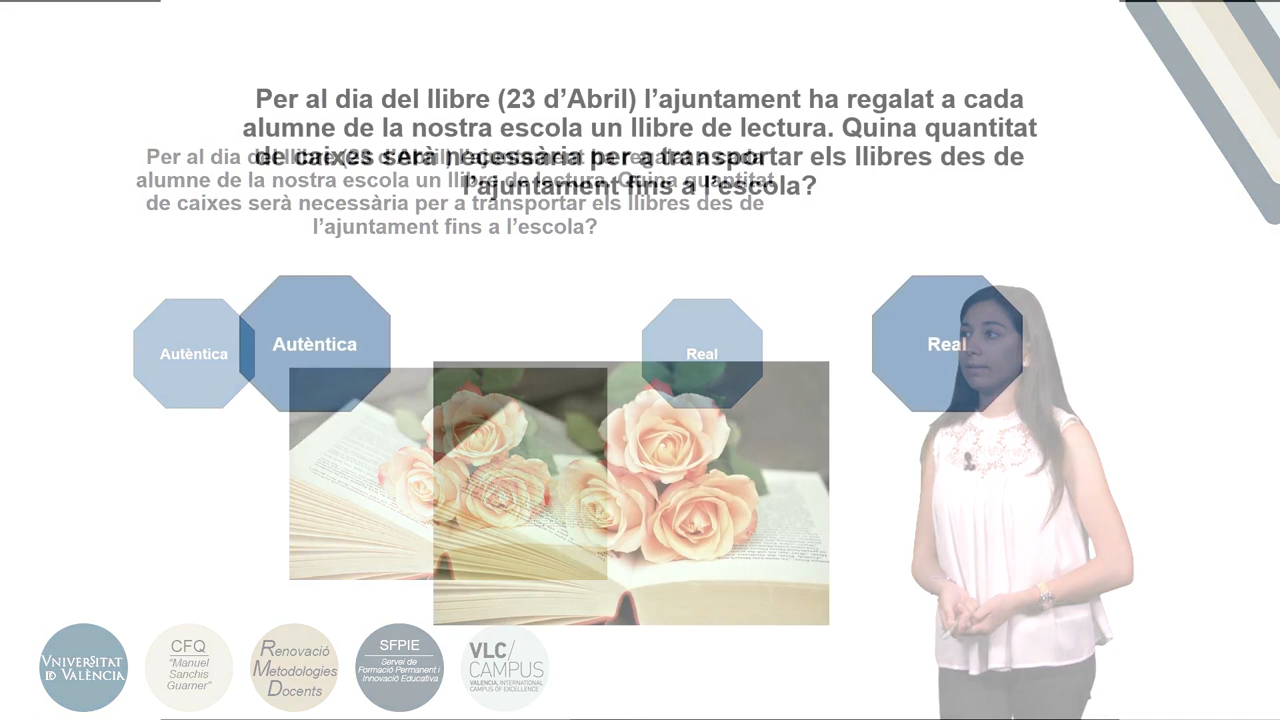 Per al dia del llibre (23 d’Abril) l’ajuntament ha regalat a cada
alumne de la nostra escola un llibre de lectura. Quina quantitat
de caixes serà necessària per a transportar els llibres des de
l’ajuntament fins a l’escola?
Per al dia del llibre (23 d’Abril) l’ajuntament ha regalat a cada
alumne de la nostra escola un llibre de lectura. Quina quantitat
de caixes serà necessària per a transportar els llibres des de
l’ajuntament fins a l’escola?
Autèntica
Autèntica
Real
Real
VNIVERSITAT
ID VALÈNCIA
CFQ
"Manuel
Sanchis
Guarner"
Renovació
Metodologies
Docents
SFPIE
Servei de
Formació Permanent i
Innovació Educativa
VLC/
CAMPUS
VALENCIA, INTERNATIONAL
CAMPUS OF EXCELLENCE